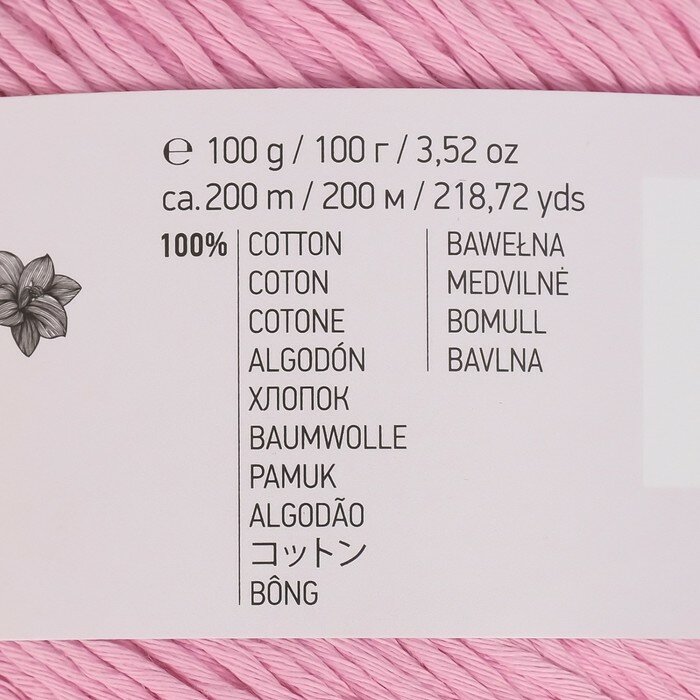 ℮ 100 g / 100 г / 3,52 oz
ca. 200 m / 200 м / 218,72 yds
100%
COTTON
COTON
COTONE
ALGODÓN
ХЛОПОК
BAUMWOLLE
PAMUK
ALGODÃO
コットン
BÔNG
BAWEŁNA
MEDVILNĖ
BOMULL
BAVLNA